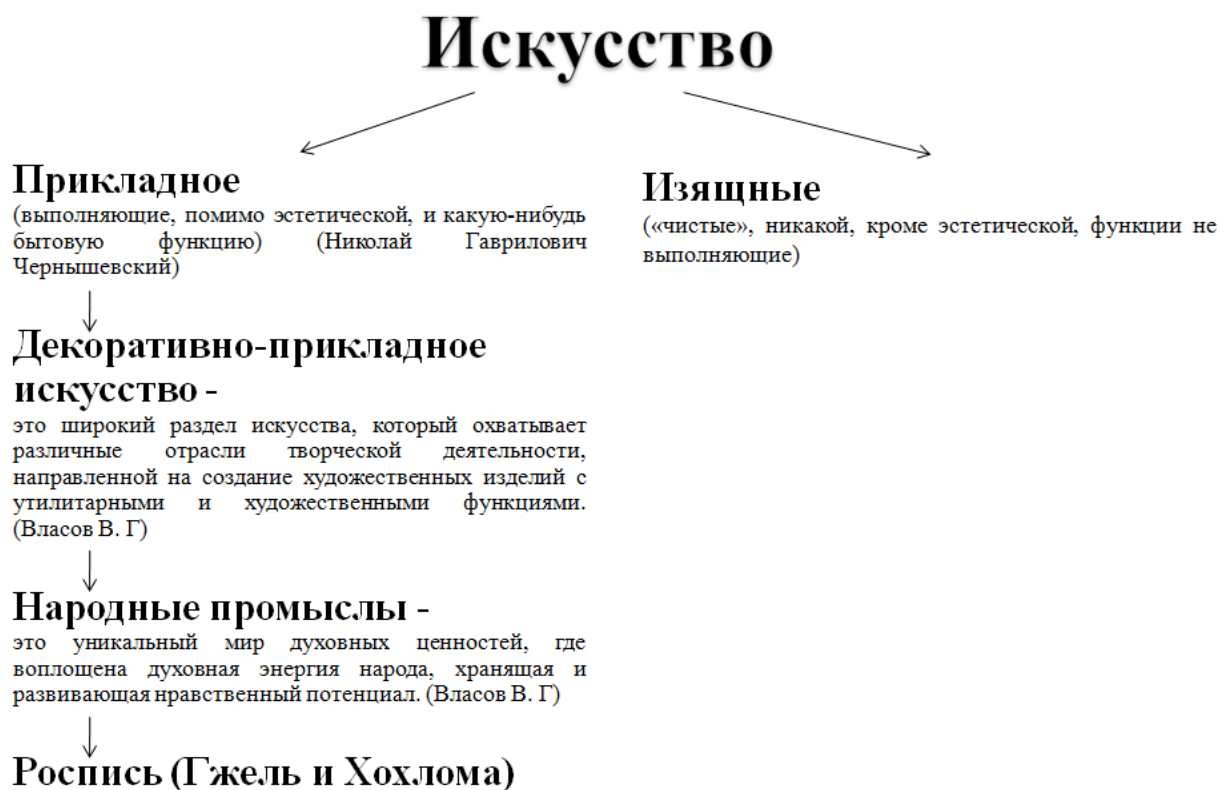 Искусство
Прикладное
(выполняющие, помимо эстетической, и какую-нибудь
бытовую функцию) (Николай Гаврилович
Чернышевский)
Декоративно-прикладное
искусство -
это широкий раздел искусства, который охватывает
различные отрасли творческой деятельности,
направленной на создание художественных изделий с
утилитарными и художественными функциями.
(Власов В. Г)
Народные промыслы -
это уникальный мир духовных ценностей, где
воплощена духовная энергия народа, хранящая и
развивающая нравственный потенциал. (Власов В. Г)
Роспись (Гжель и Хохлома)
Изящные
(«чистые», никакой, кроме эстетической, функции не
выполняющие)